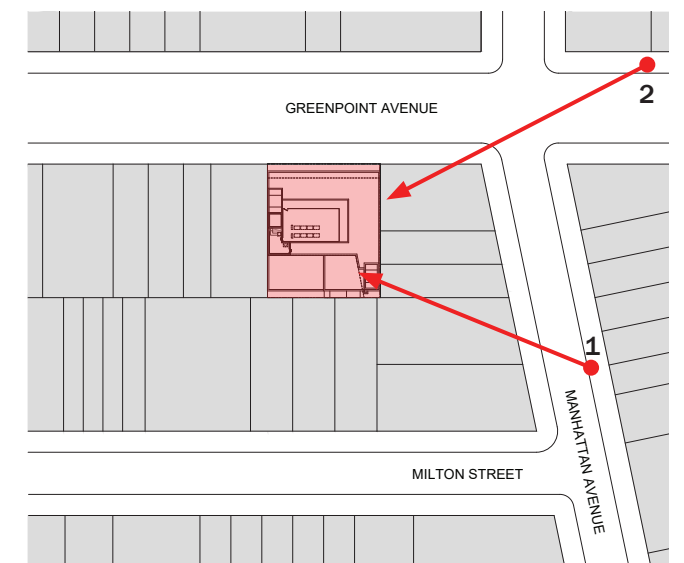 2
GREENPOINT AVENUE
1
MANHATTAN AVENUE
MILTON STREET